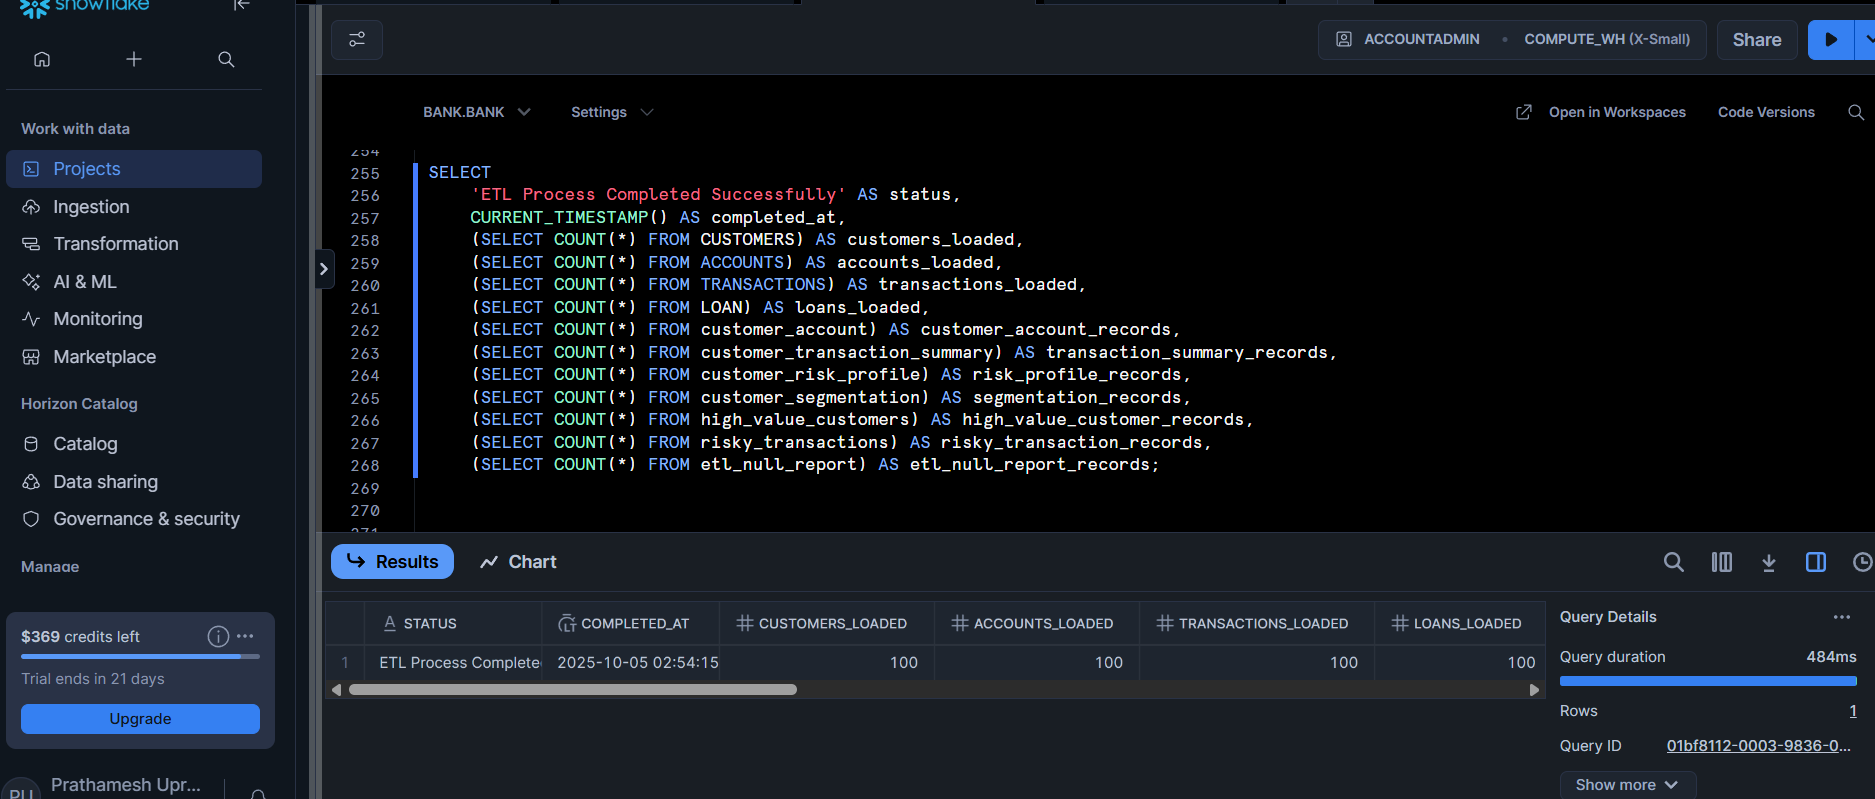 snowflake
ACCOUNTADMIN • COMPUTE_WH (X-Small)
Share
BANK.BANK
Settings
Open in Workspaces
Code Versions
Work with data
Projects
Ingestion
Transformation
AI & ML
Monitoring
Marketplace
Horizon Catalog
Catalog
Data sharing
Governance & security
Manage
$369 credits left
Trial ends in 21 days
Upgrade
PU
Prathamesh Upr...
254
255 SELECT
256 'ETL Process Completed Successfully' AS status,
257 CURRENT_TIMESTAMP() AS completed_at,
258 (SELECT COUNT(*) FROM CUSTOMERS) AS customers_loaded,
259 (SELECT COUNT(*) FROM ACCOUNTS) AS accounts_loaded,
260 (SELECT COUNT(*) FROM TRANSACTIONS) AS transactions_loaded,
261 (SELECT COUNT(*) FROM LOAN) AS loans_loaded,
262 (SELECT COUNT(*) FROM customer_account) AS customer_account_records,
263 (SELECT COUNT(*) FROM customer_transaction_summary) AS transaction_summary_records,
264 (SELECT COUNT(*) FROM customer_risk_profile) AS risk_profile_records,
265 (SELECT COUNT(*) FROM customer_segmentation) AS segmentation_records,
266 (SELECT COUNT(*) FROM high_value_customers) AS high_value_customer_records,
267 (SELECT COUNT(*) FROM risky_transactions) AS risky_transaction_records,
268 (SELECT COUNT(*) FROM etl_null_report) AS etl_null_report_records;
269
270
271
Results
Chart
STATUS COMPLETED_AT CUSTOMERS_LOADED ACCOUNTS_LOADED TRANSACTIONS_LOADED LOANS_LOADED
1 ETL Process Complete 2025-10-05 02:54:15 100 100 100 100
Query Details ...
Query duration 484ms
Rows 1
Query ID 01bf8112-0003-9836-0...
Show more